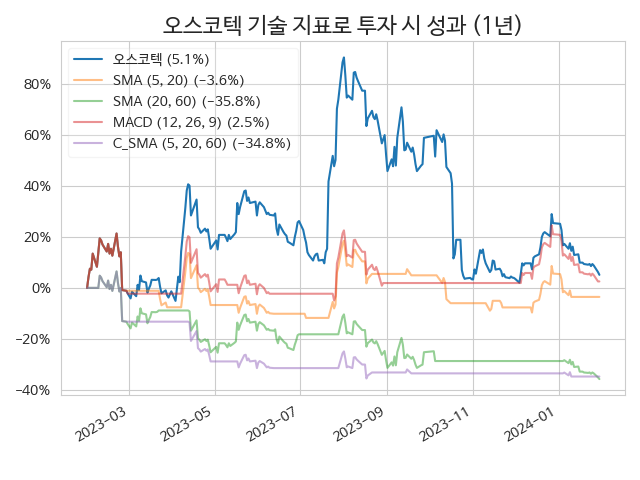 오스코텍 기술 지표로 투자 시 성과 (1년)
오스코텍 (5.1%)
SMA (5, 20) (−3.6%)
SMA (20, 60) (−35.8%)
MACD (12, 26, 9) (2.5%)
C_SMA (5, 20, 60) (−34.8%)
80%
60%
40%
20%
0%
−20%
−40%
2023−03
2023−05
2023−07
2023−09
2023−11
2024−01